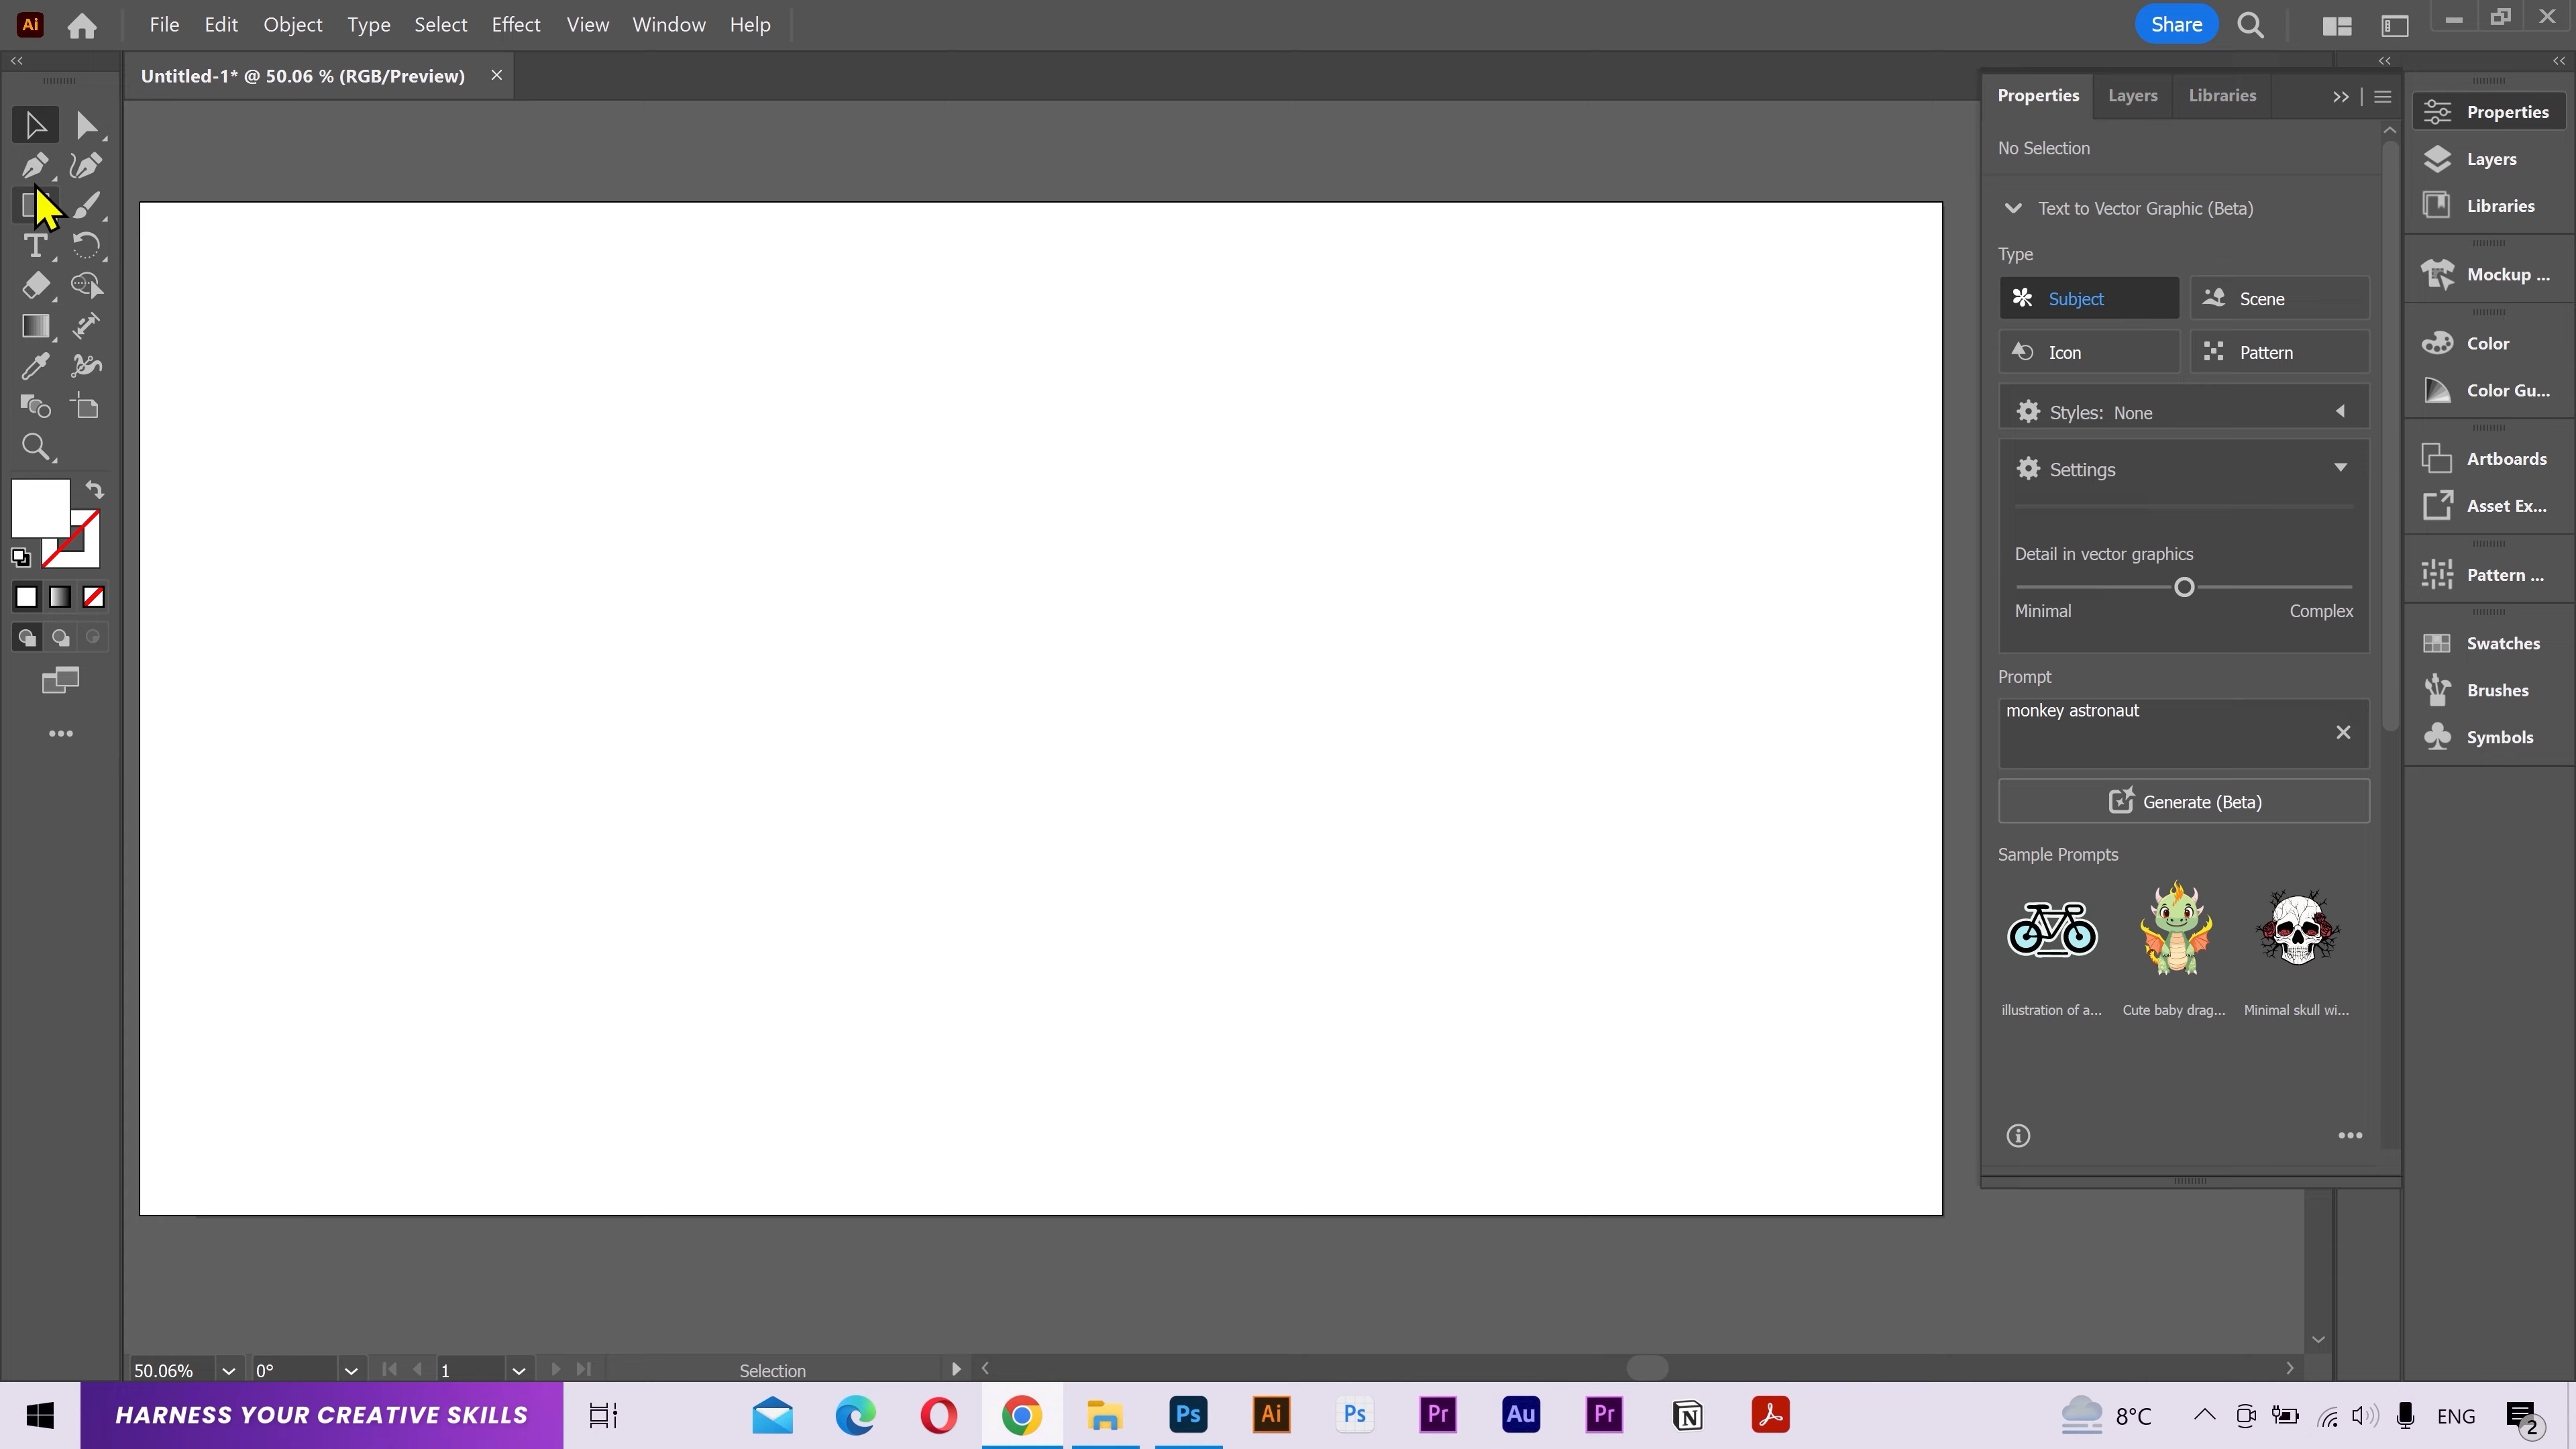 Ai File Edit Object Type Select Effect View Window Help Share
Untitled-1* @ 50.06 % (RGB/Preview)
Properties Layers Libraries
No Selection
Text to Vector Graphic (Beta)
Type
Subject Scene
Icon Pattern
Styles: None
Settings
Detail in vector graphics
Minimal Complex
Prompt
monkey astronaut
Generate (Beta)
Sample Prompts
illustration of a... Cute baby drag... Minimal skull wi...
Properties
Layers
Libraries
Mockup ...
Color
Color Gu...
Artboards
Asset Ex...
Pattern ...
Swatches
Brushes
Symbols
T
50.06% 0° 1 Selection
HARNESS YOUR CREATIVE SKILLS
Ps Ai Ps Pr Au Pr N
8°C ENG 2